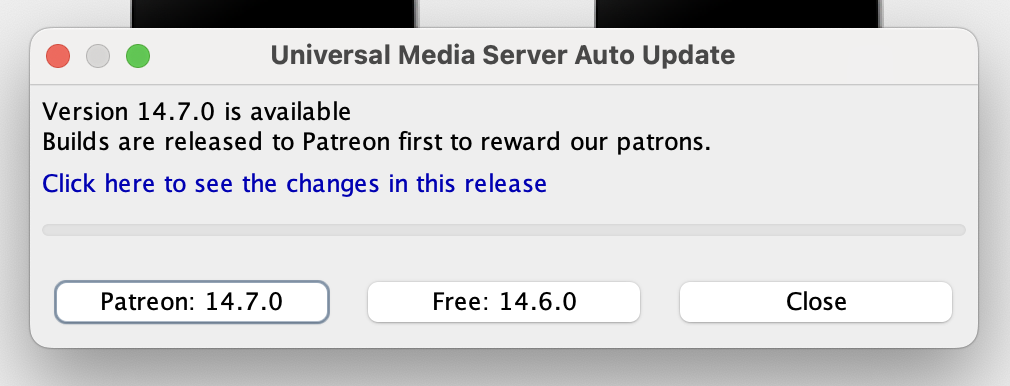 Universal Media Server Auto Update
Version 14.7.0 is available
Builds are released to Patreon first to reward our patrons.
Click here to see the changes in this release
Patreon: 14.7.0
Free: 14.6.0
Close